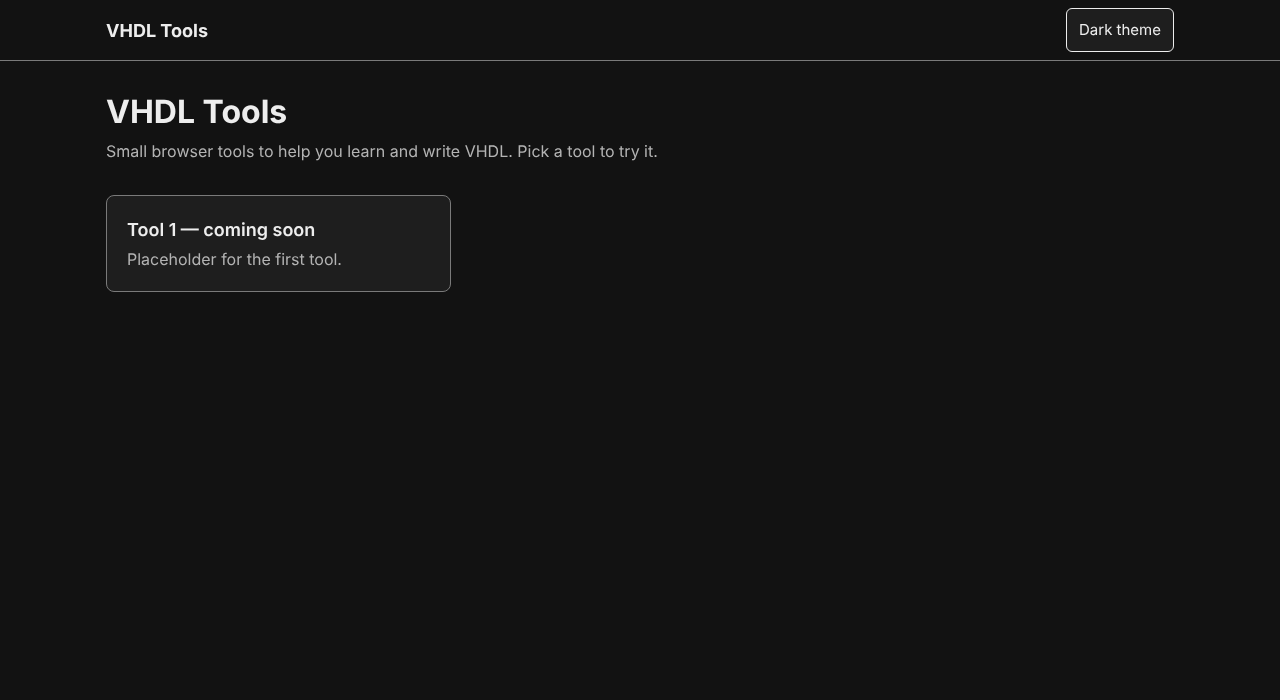 VHDL Tools
Dark theme
VHDL Tools
Small browser tools to help you learn and write VHDL. Pick a tool to try it.
Tool 1 — coming soon
Placeholder for the first tool.